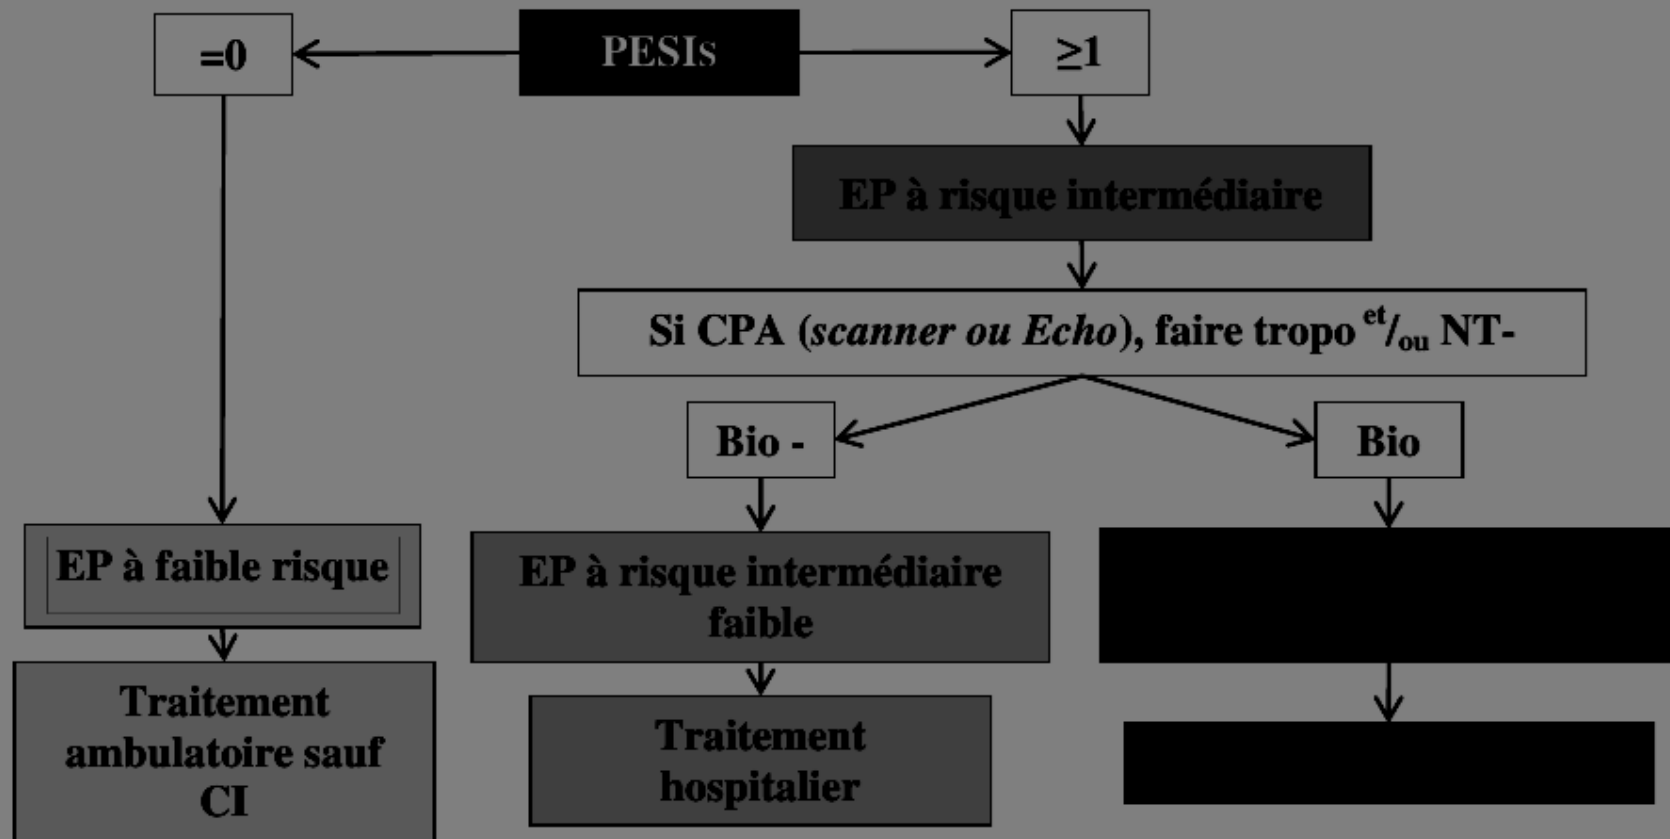 =0
PESIs
≥1
EP à risque intermédiaire
Si CPA (scanner ou Echo), faire tropo et/ou NT-
Bio -
Bio
EP à faible risque
EP à risque intermédiaire
faible
Traitement
ambulatoire sauf
CI
Traitement
hospitalier